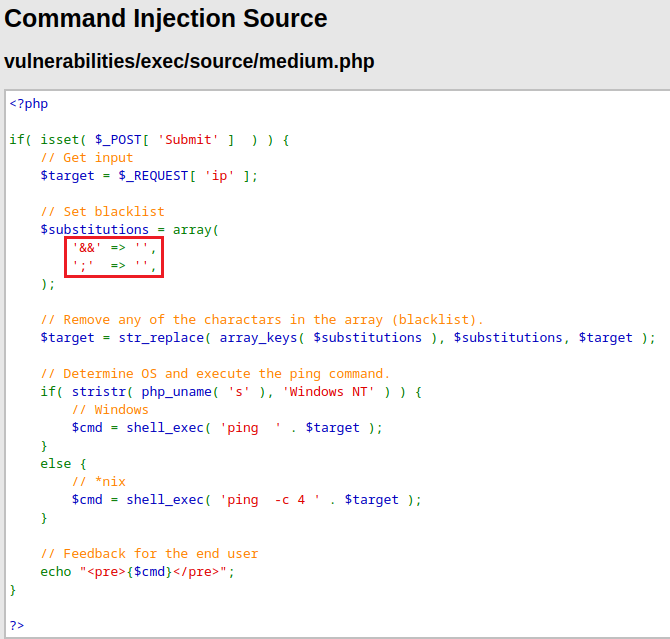 Command Injection Source
vulnerabilities/exec/source/medium.php
<?php
if( isset( $_POST[ 'Submit' ]  ) ) {
    // Get input
    $target = $_REQUEST[ 'ip' ];
    // Set blacklist
    $substitutions = array(
        '&&' => '',
        ';'  => '',
    );
    // Remove any of the charactars in the array (blacklist).
    $target = str_replace( array_keys( $substitutions ), $substitutions, $target );
    // Determine OS and execute the ping command.
    if( stristr( php_uname( 's' ), 'Windows NT' ) ) {
        // Windows
        $cmd = shell_exec( 'ping  ' . $target );
    }
    else {
        // *nix
        $cmd = shell_exec( 'ping  -c 4 ' . $target );
    }
    // Feedback for the end user
    echo "<pre>{$cmd}</pre>";
}
?>